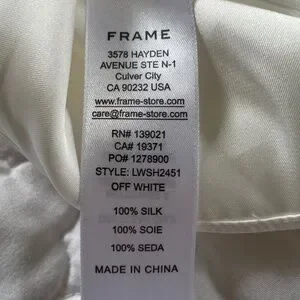 FRAME
3578 HAYDEN
AVENUE STE N-1
Culver City
CA 90232 USA
www.frame-store.com
care@frame-store.com
RN# 139021
CA# 19371
PO# 1278900
STYLE: LWSH2451
OFF WHITE
100% SILK
100% SOIE
100% SEDA
MADE IN CHINA